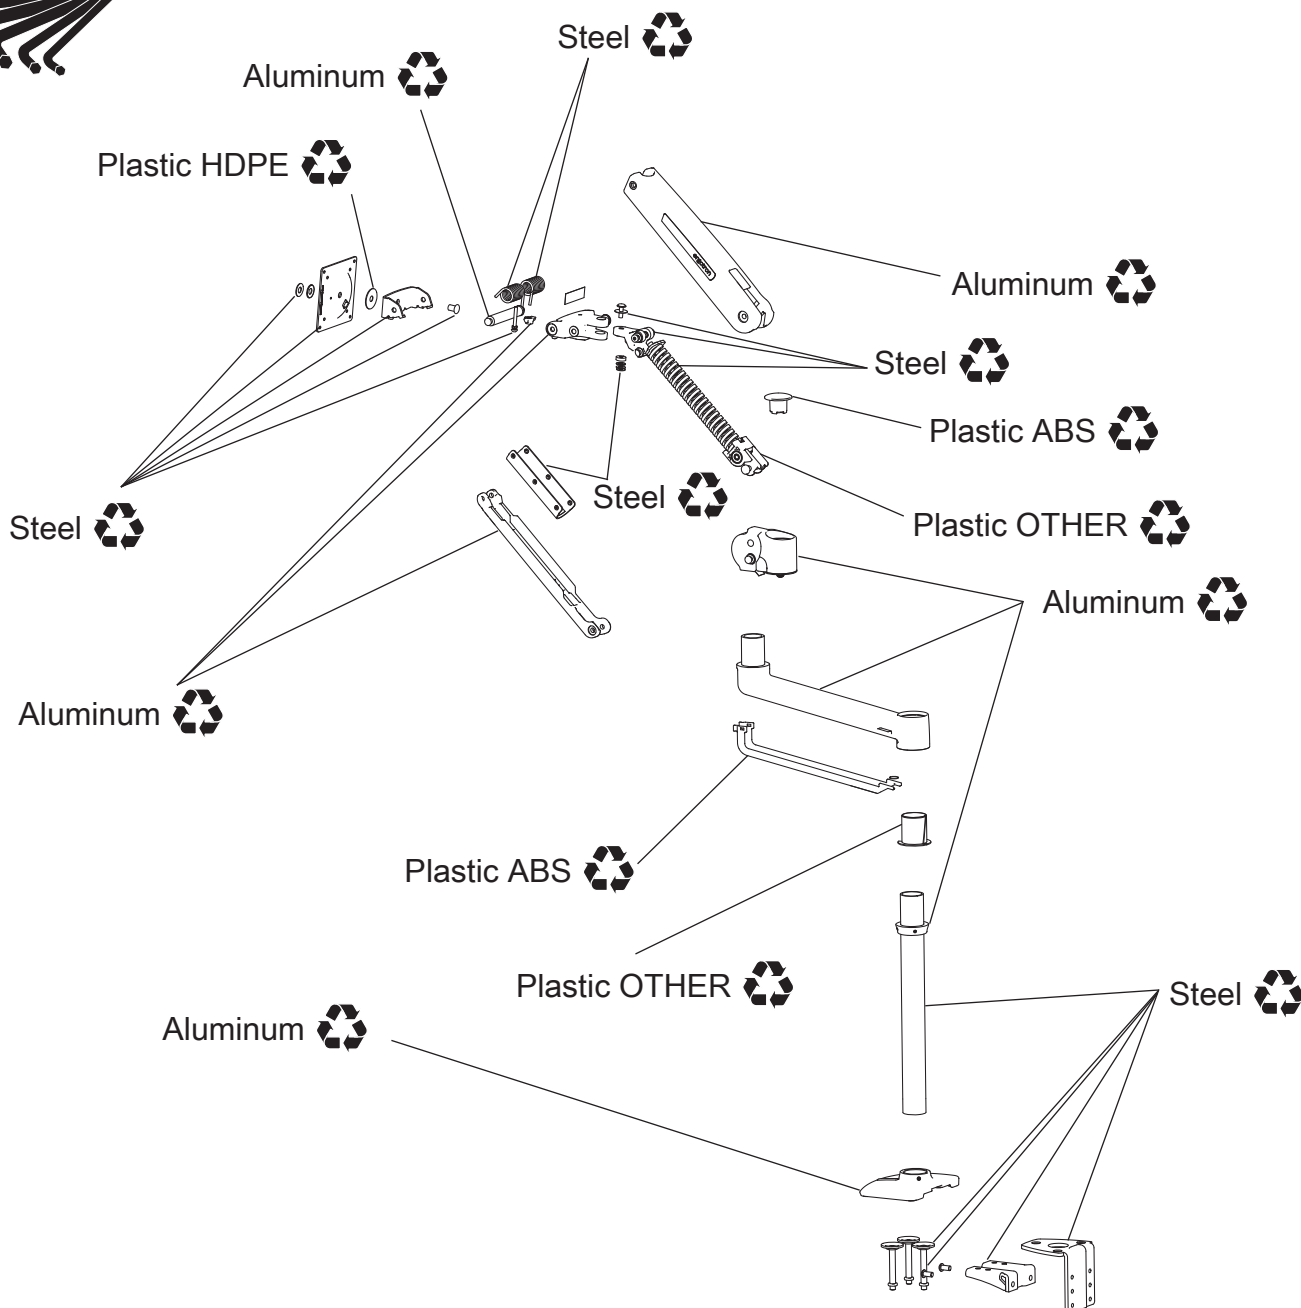 Steel
Aluminum
Plastic HDPE
ergotron
Aluminum
Steel
Plastic ABS
Steel
Plastic OTHER
Steel
Aluminum
Aluminum
Plastic ABS
Plastic OTHER
Steel
Aluminum